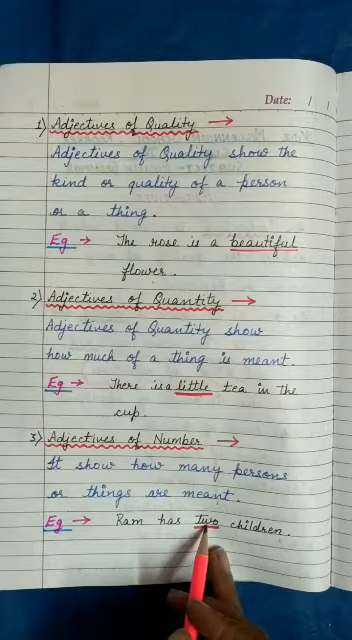 Date: / /
1) Adjectives of Quality →
Adjectives of Quality show the
kind or quality of a person
or a thing.
Eg → The rose is a beautiful
flower.
2) Adjectives of Quantity →
Adjectives of Quantity show
how much of a thing is meant.
Eg → There is a little tea in the
cup.
3) Adjectives of Number →
It show how many persons
or things are meant.
Eg → Ram has two children.